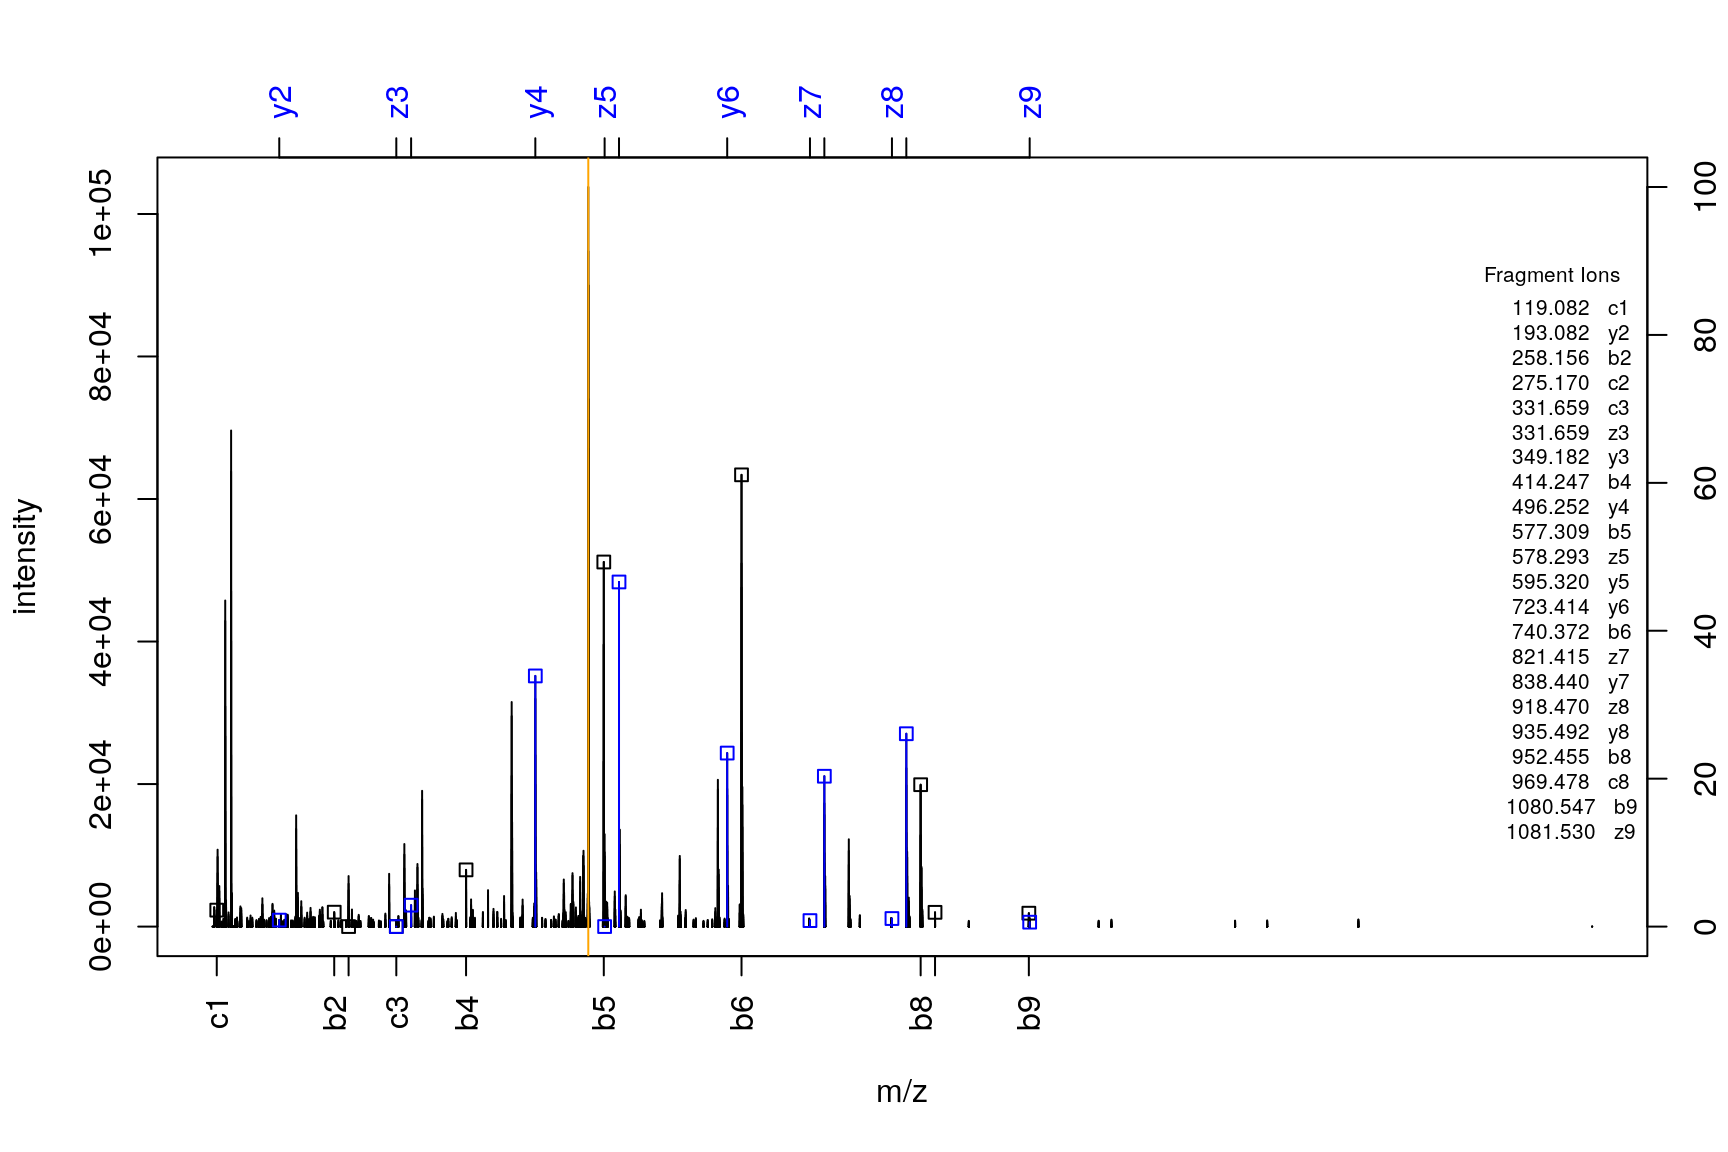 y2 z3 y4 z5 y6 z7 z8 z9
intensity
1e+05
8e+04
6e+04
4e+04
2e+04
0e+00
100
80
60
40
20
0
Fragment Ions
119.082 c1
193.082 y2
258.156 b2
275.170 c2
331.659 c3
331.659 z3
349.182 y3
414.247 b4
496.252 y4
577.309 b5
578.293 z5
595.320 y5
723.414 y6
740.372 b6
821.415 z7
838.440 y7
918.470 z8
935.492 y8
952.455 b8
969.478 c8
1080.547 b9
1081.530 z9
c1 b2 c3 b4 b5 b6 b8 b9
m/z